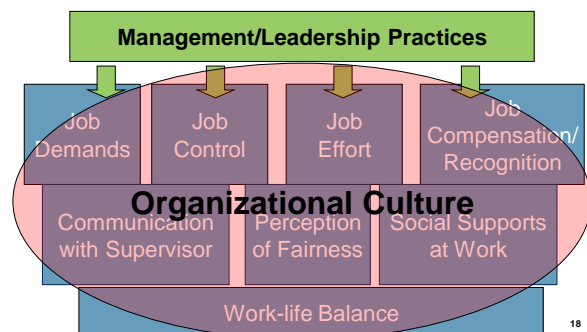 Management/Leadership Practices
Job
Demands
Job
Control
Job
Effort
Job
Compensation/
Recognition
Organizational Culture
Communication
with Supervisor
Perception
of Fairness
Social Supports
at Work
Work-life Balance
18